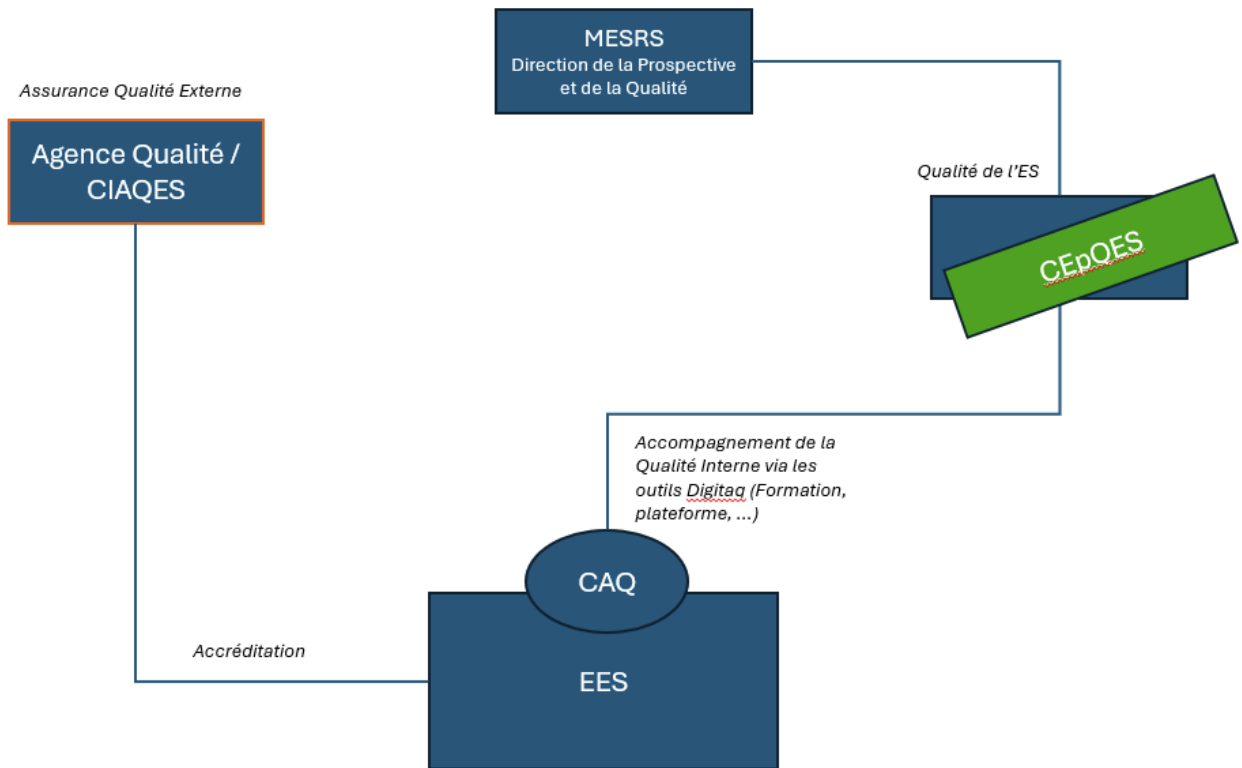 MESRS
Direction de la Prospective
et de la Qualité
Assurance Qualité Externe
Agence Qualité /
CIAQES
Qualité de l’ES
CEpQES
Accompagnement de la
Qualité Interne via les
outils Digitaq (Formation,
plateforme, ...)
CAQ
Accréditation
EES